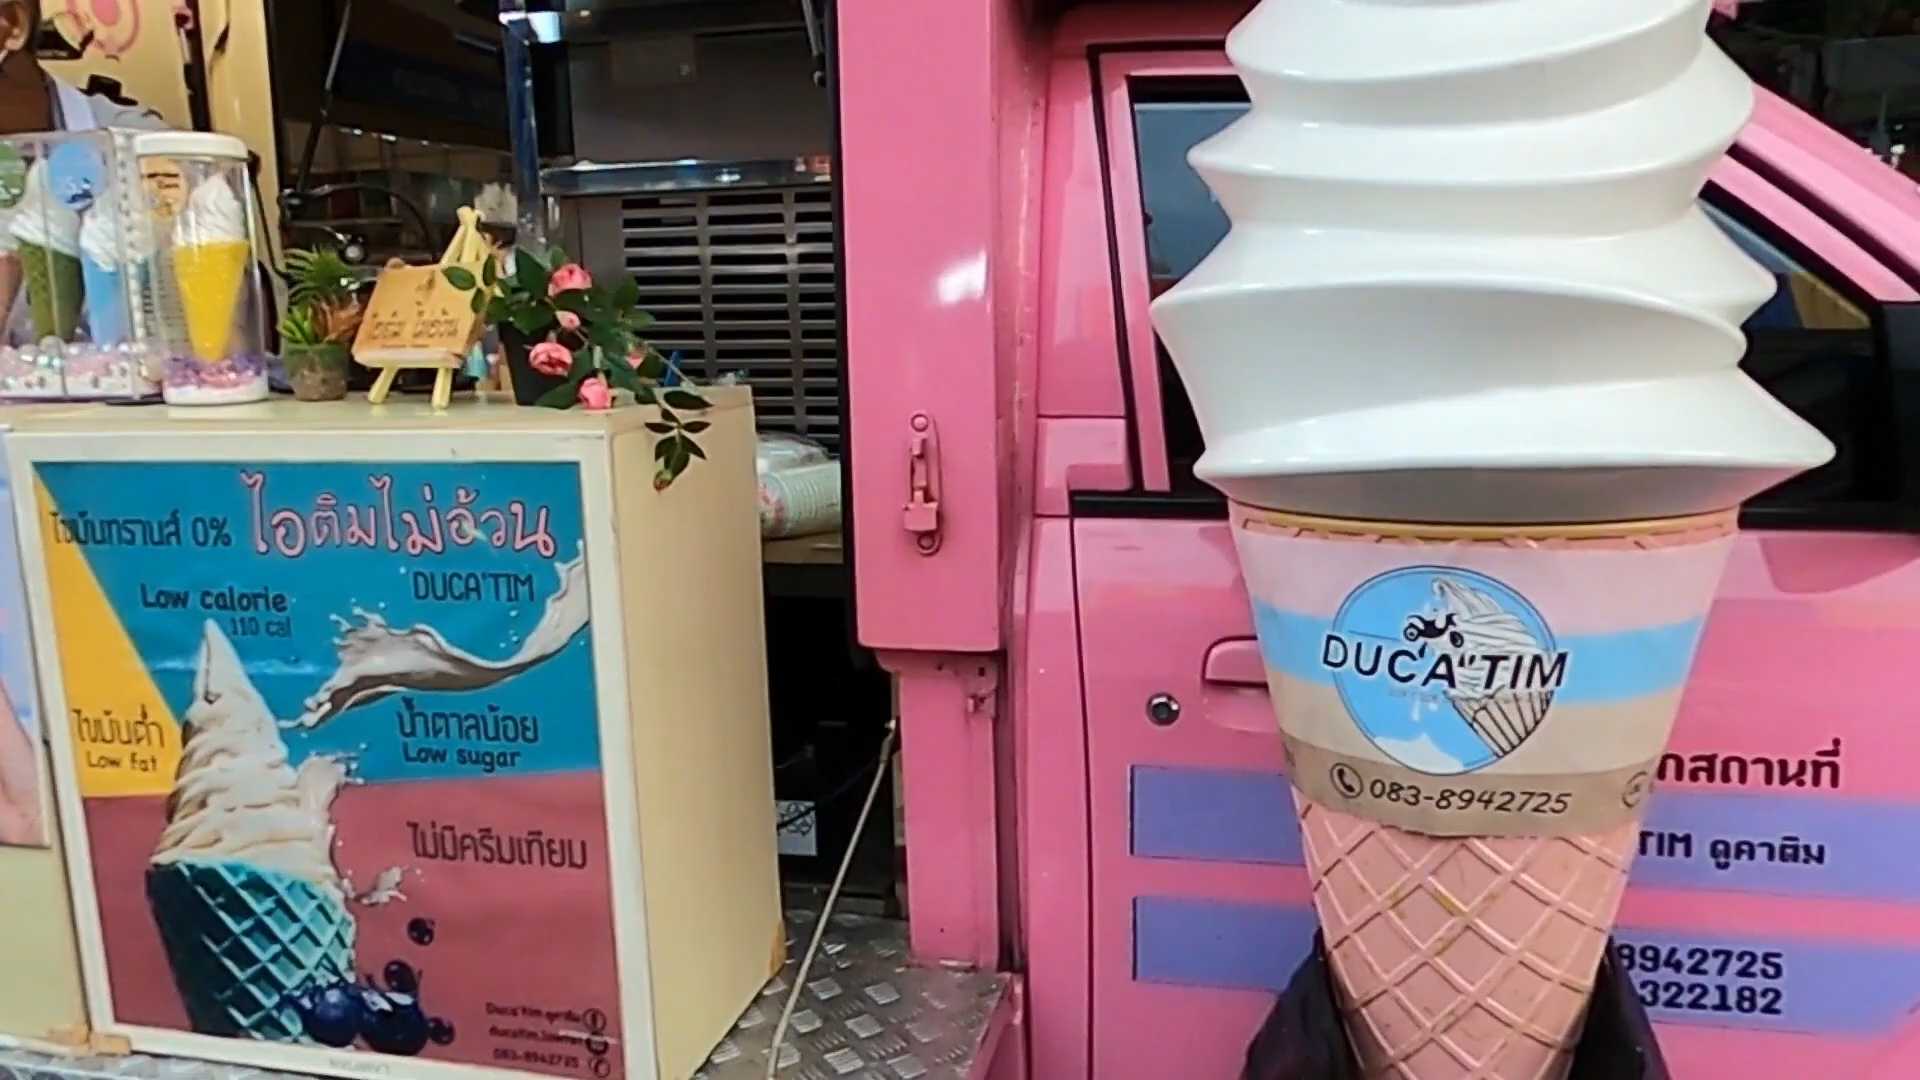 ไขมันทรานส์ 0%
ไอติมไม่อ้วน
DUCA'TIM
Low calorie
110 cal
ไขมันต่ำ
Low fat
น้ำตาลน้อย
Low sugar
ไม่มีครีมเทียม
Duca'tim ดูคาติม
083-8942725
DUCA'TIM
083-8942725
กสถานที่
TIM ดูคาติม
8942725
322182